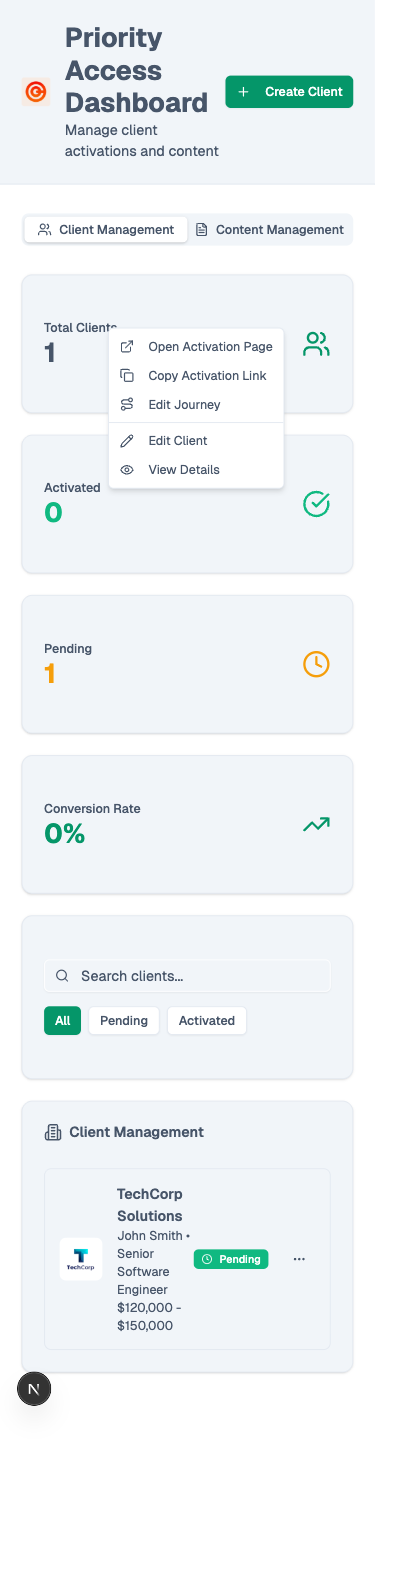 Priority
Access
Dashboard
Manage client
activations and content
Create Client
Client Management
Content Management
Total Clients
1
Open Activation Page
Copy Activation Link
Edit Journey
Edit Client
View Details
Activated
0
Pending
1
Conversion Rate
0%
Search clients...
All
Pending
Activated
Client Management
TechCorp
Solutions
John Smith •
Senior
Software
Engineer
$120,000 -
$150,000
TechCorp
Pending
N